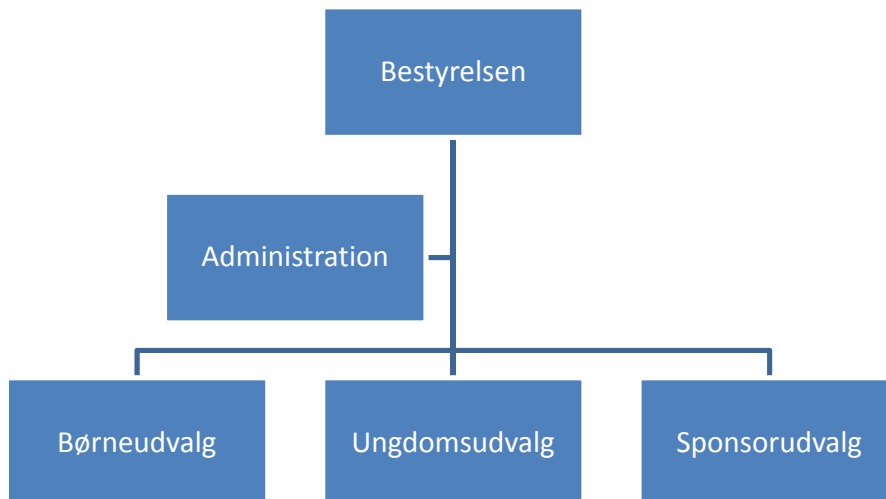 Bestyrelsen
Administration
Børneudvalg
Ungdomsudvalg
Sponsorudvalg